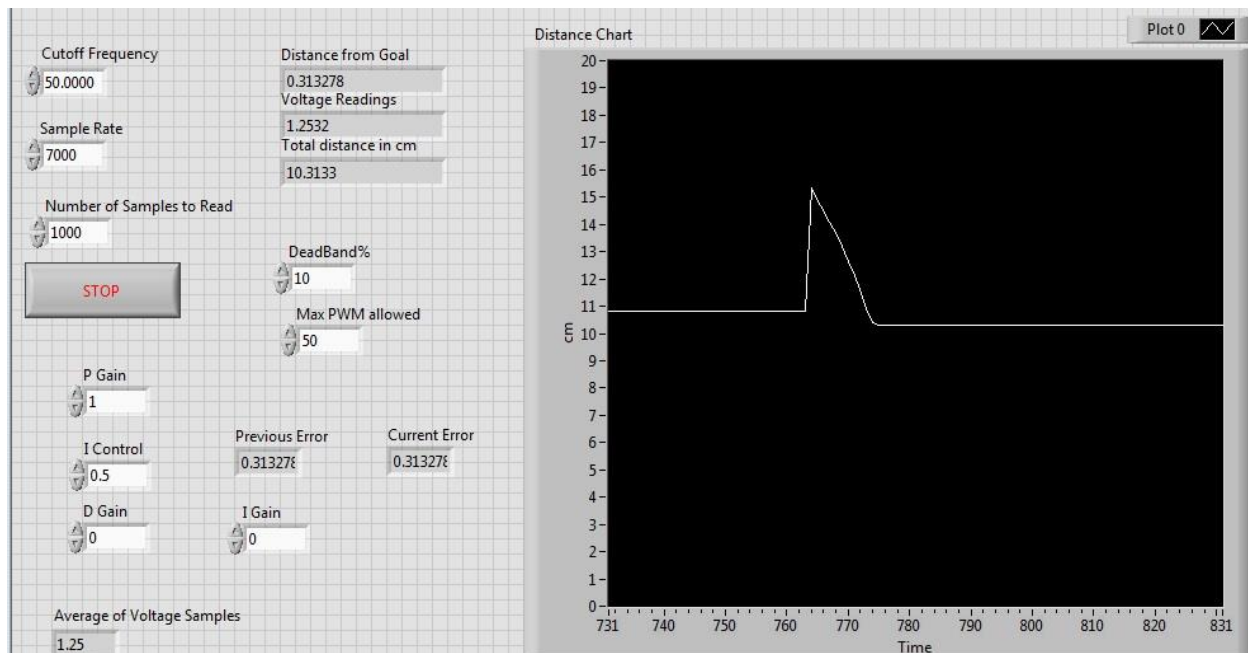 Cutoff Frequency
50.0000
Sample Rate
7000
Number of Samples to Read
1000
STOP
Distance from Goal
0.313278
Voltage Readings
1.2532
Total distance in cm
10.3133
DeadBand%
10
Max PWM allowed
50
P Gain
1
I Control
0.5
D Gain
0
Previous Error
0.313278
Current Error
0.313278
I Gain
0
Average of Voltage Samples
1.25
Distance Chart
Plot 0
20
19
18
17
16
15
14
13
12
11
10
9
8
7
6
5
4
3
2
1
0
cm
731 740 750 760 770 780 790 800 810 820 831
Time